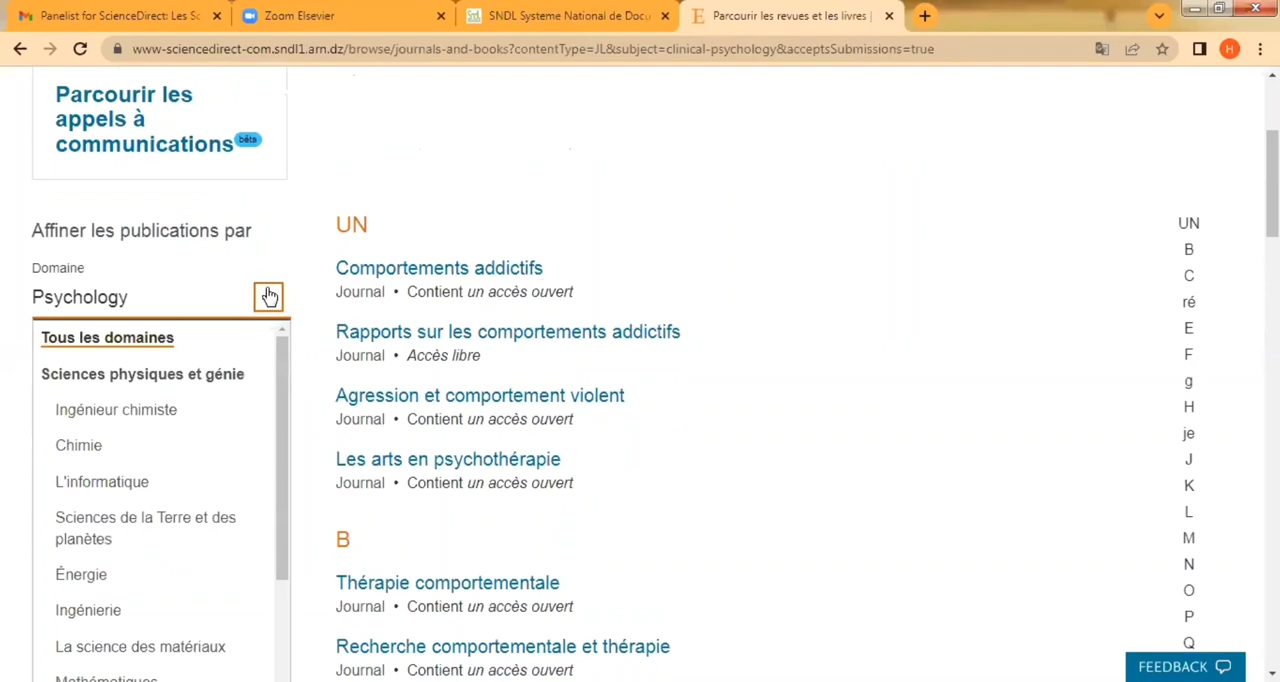 Panelist for ScienceDirect: Les Sc
Zoom Elsevier
SNDL Systeme National de Docu
Parcourir les revues et les livres |
www-sciencedirect-com.sndl1.arn.dz/browse/journals-and-books?contentType=JL&subject=clinical-psychology&acceptsSubmissions=true
H
Parcourir les
appels à
communications bêta
Affiner les publications par
Domaine
Psychology
Tous les domaines
Sciences physiques et génie
Ingénieur chimiste
Chimie
L'informatique
Sciences de la Terre et des
planètes
Énergie
Ingénierie
La science des matériaux
Mathématiques
UN
Comportements addictifs
Journal • Contient un accès ouvert
Rapports sur les comportements addictifs
Journal • Accès libre
Agression et comportement violent
Journal • Contient un accès ouvert
Les arts en psychothérapie
Journal • Contient un accès ouvert
B
Thérapie comportementale
Journal • Contient un accès ouvert
Recherche comportementale et thérapie
Journal • Contient un accès ouvert
UN
B
C
ré
E
F
g
H
je
J
K
L
M
N
O
P
Q
FEEDBACK